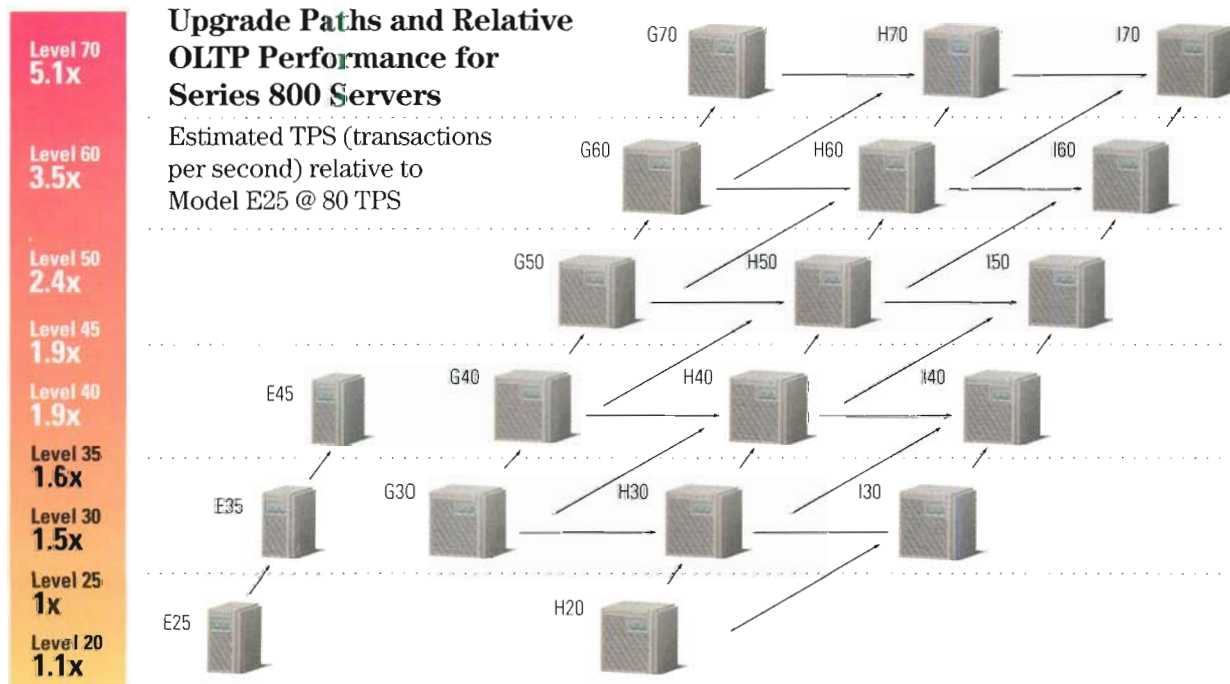 Upgrade Paths and Relative
OLTP Performance for
Series 800 Servers
Estimated TPS (transactions
per second) relative to
Model E25 @ 80 TPS
Level 70
5.1x
Level 60
3.5x
Level 50
2.4x
Level 45
1.9x
Level 40
1.9x
Level 35
1.6x
Level 30
1.5x
Level 25
1x
Level 20
1.1x
G70 H70 I70
G60 H60 I60
G50 H50 I50
E45 G40 H40 I40
E35 G30 H30 I30
E25 H20